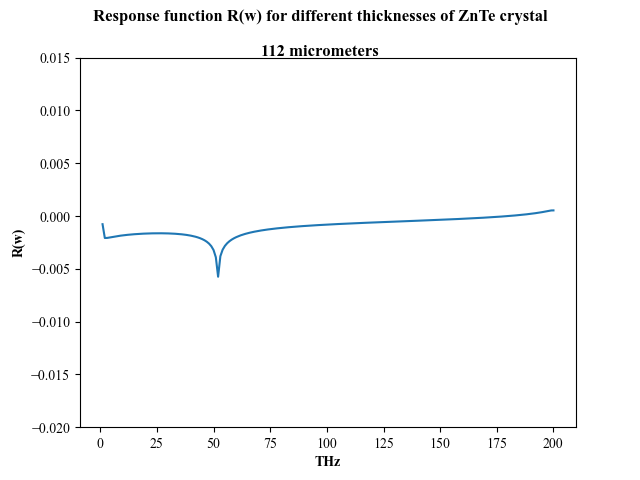 Response function R(w) for different thicknesses of ZnTe crystal
112 micrometers
0.015
0.010
0.005
0.000
−0.005
−0.010
−0.015
−0.020
R(w)
0 25 50 75 100 125 150 175 200
THz